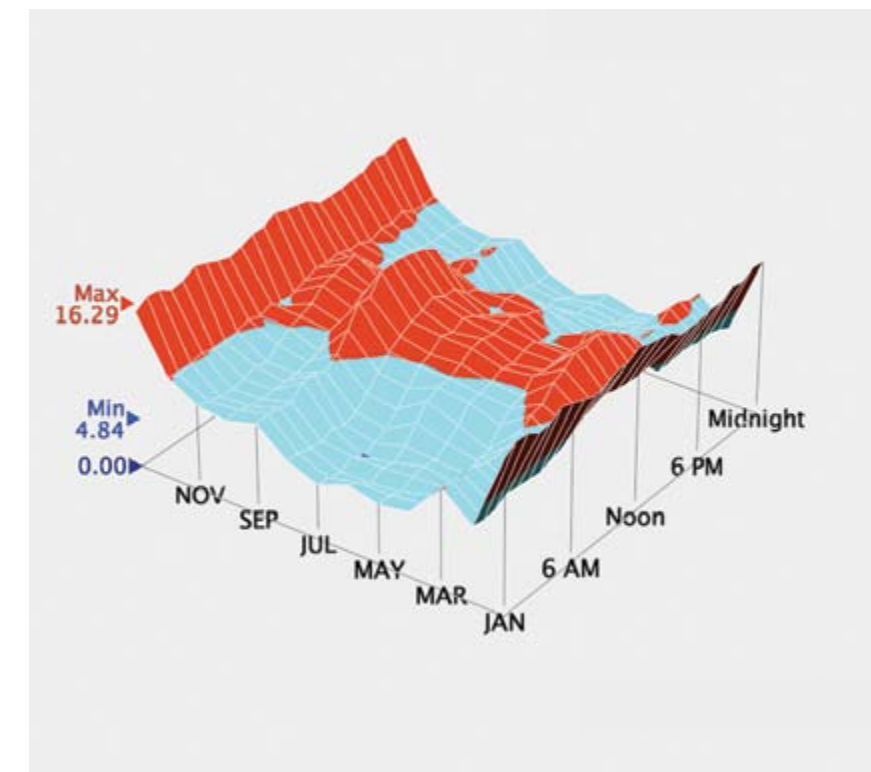 Max
16.29
Min
4.84
0.00
NOV
SEP
JUL
MAY
MAR
JAN
6 AM
Noon
6 PM
Midnight